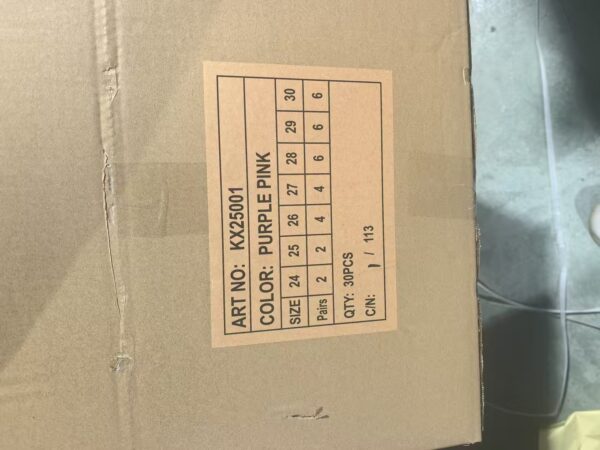 ART NO: KX25001
COLOR: PURPLE PINK
SIZE 24 25 26 27 28 29 30
Pairs 2 2 4 4 6 6 6
QTY: 30PCS
C/N: 1 / 113